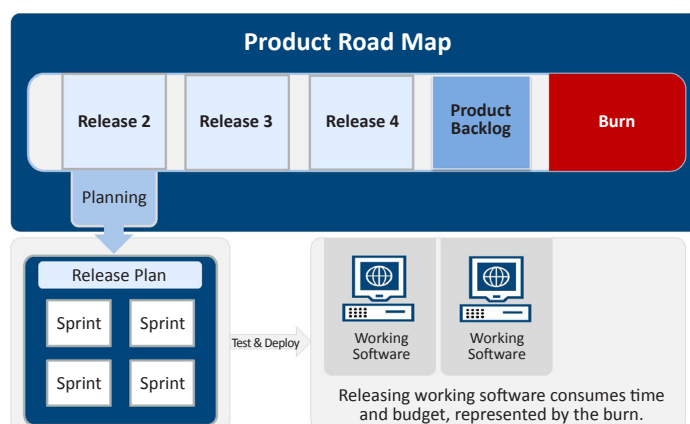 Product Road Map
Release 2
Release 3
Release 4
Product
Backlog
Burn
Planning
Release Plan
Sprint
Sprint
Sprint
Sprint
Test & Deploy
Working
Software
Working
Software
Releasing working software consumes time
and budget, represented by the burn.